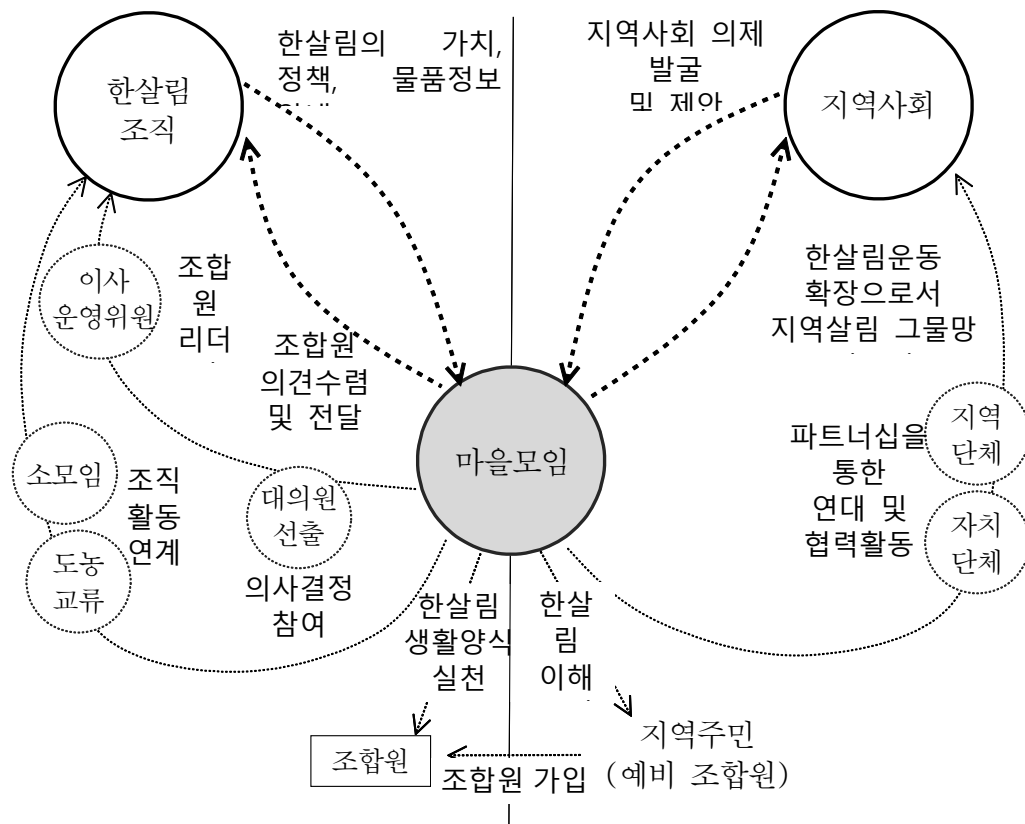 한살림
조직
한살림의 가치,
정책, 물품정보
지역사회 의제
발굴
및 제안
지역사회
이사
운영위원
조합
원
리더
조합원
의견수렴
및 전달
한살림운동
확장으로서
지역살림 그물망
마을모임
소모임
조직
활동
연계
도농
교류
대의원
선출
의사결정
참여
파트너십을
통한
연대 및
협력활동
지역
단체
자치
단체
한살림
생활양식
실천
한살
림
이해
조합원
조합원 가입
지역주민
(예비 조합원)